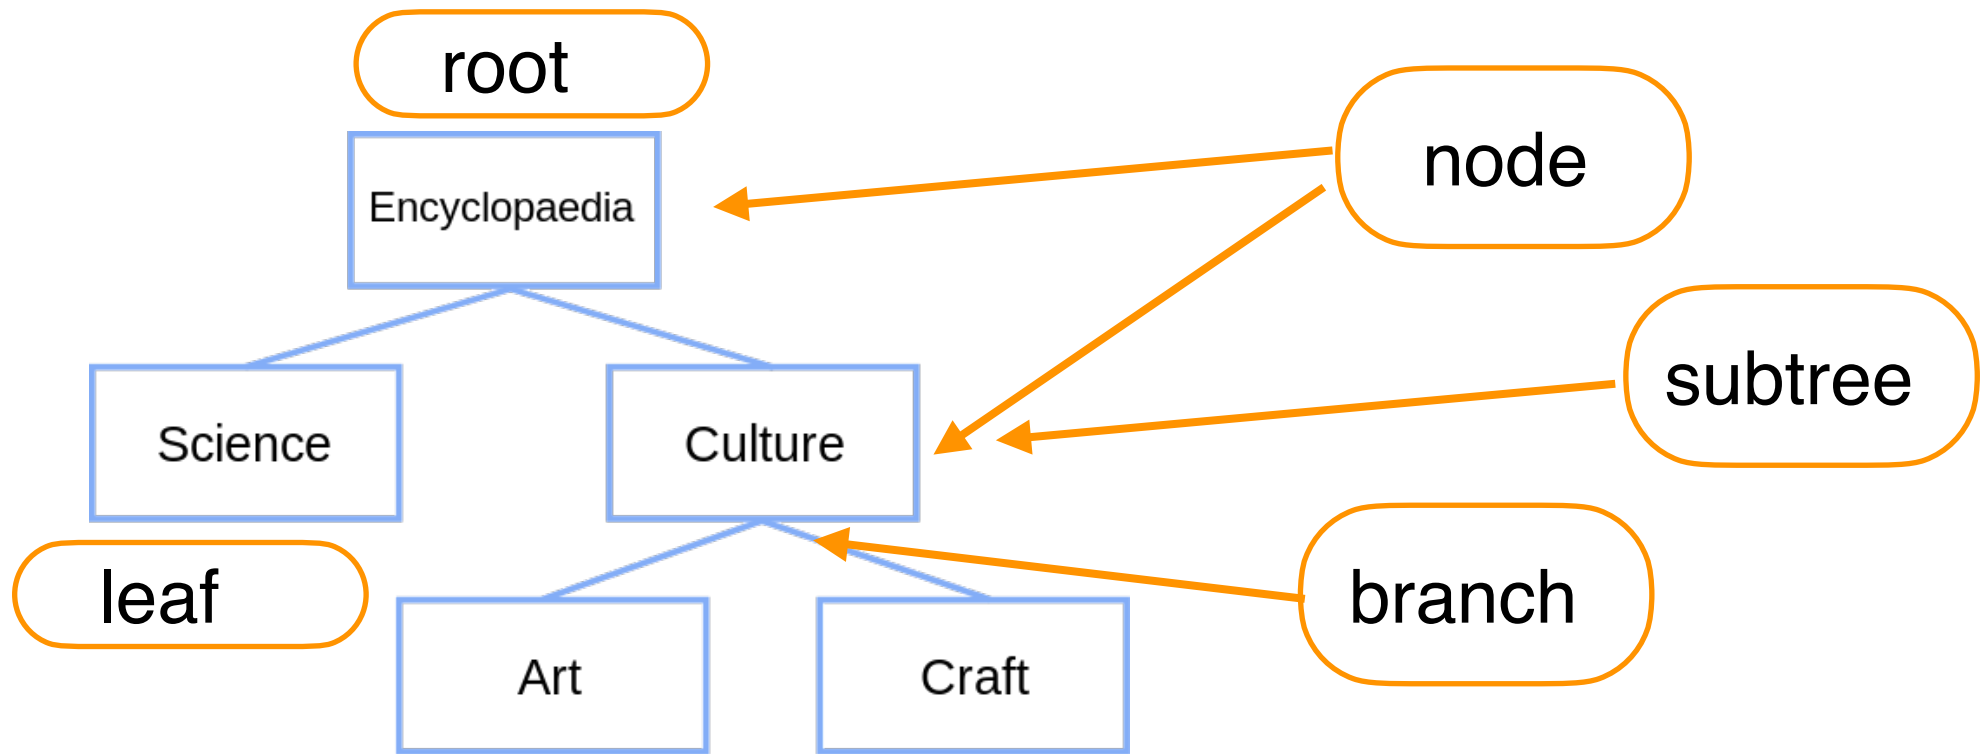 root
node
Encyclopaedia
subtree
Science
Culture
leaf
branch
Art
Craft